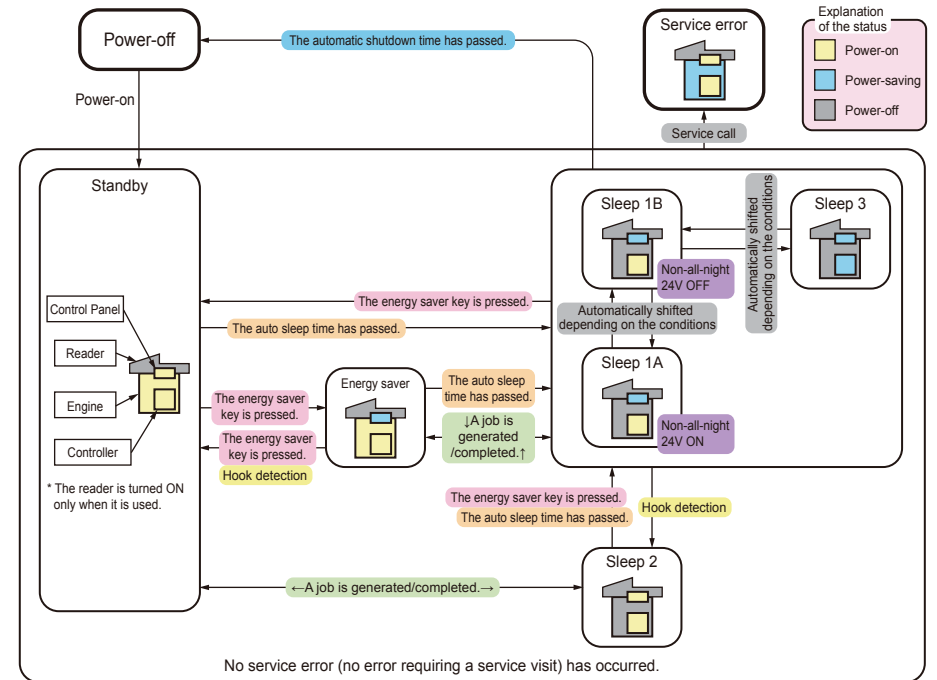 Power-off
The automatic shutdown time has passed.
Service error
Explanation
of the status
Power-on
Power-saving
Power-off
Power-on
Service call
Standby
Sleep 1B
Sleep 3
Automatically shifted
depending on the conditions
Non-all-night
24V OFF
Control Panel
The energy saver key is pressed.
Automatically shifted
depending on the conditions
The auto sleep time has passed.
Reader
Sleep 1A
Energy saver
The auto sleep
time has passed.
Engine
The energy saver
key is pressed.
↓A job is
generated
/completed.↑
Non-all-night
24V ON
The energy saver
key is pressed.
Controller
Hook detection
* The reader is turned ON
only when it is used.
The energy saver key is pressed.
The auto sleep time has passed.
Hook detection
Sleep 2
←A job is generated/completed.→
No service error (no error requiring a service visit) has occurred.